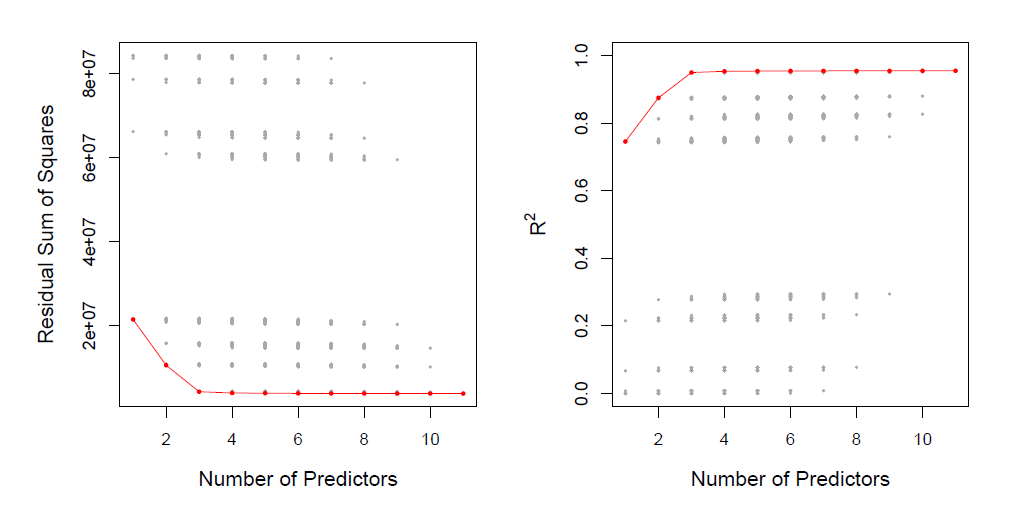 Residual Sum of Squares
8e+07
6e+07
4e+07
2e+07
2 4 6 8 10
Number of Predictors
R2
1.0
0.8
0.6
0.4
0.2
0.0
2 4 6 8 10
Number of Predictors